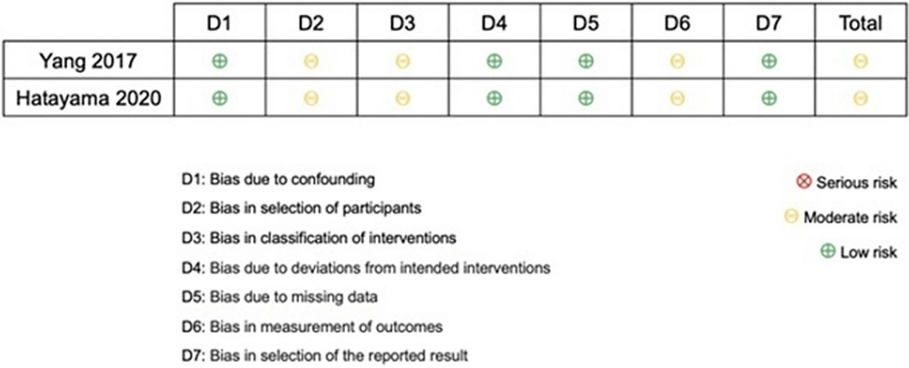 D1 D2 D3 D4 D5 D6 D7 Total
Yang 2017
Hatayama 2020
D1: Bias due to confounding
D2: Bias in selection of participants
D3: Bias in classification of interventions
D4: Bias due to deviations from intended interventions
D5: Bias due to missing data
D6: Bias in measurement of outcomes
D7: Bias in selection of the reported result
Serious risk
Moderate risk
Low risk